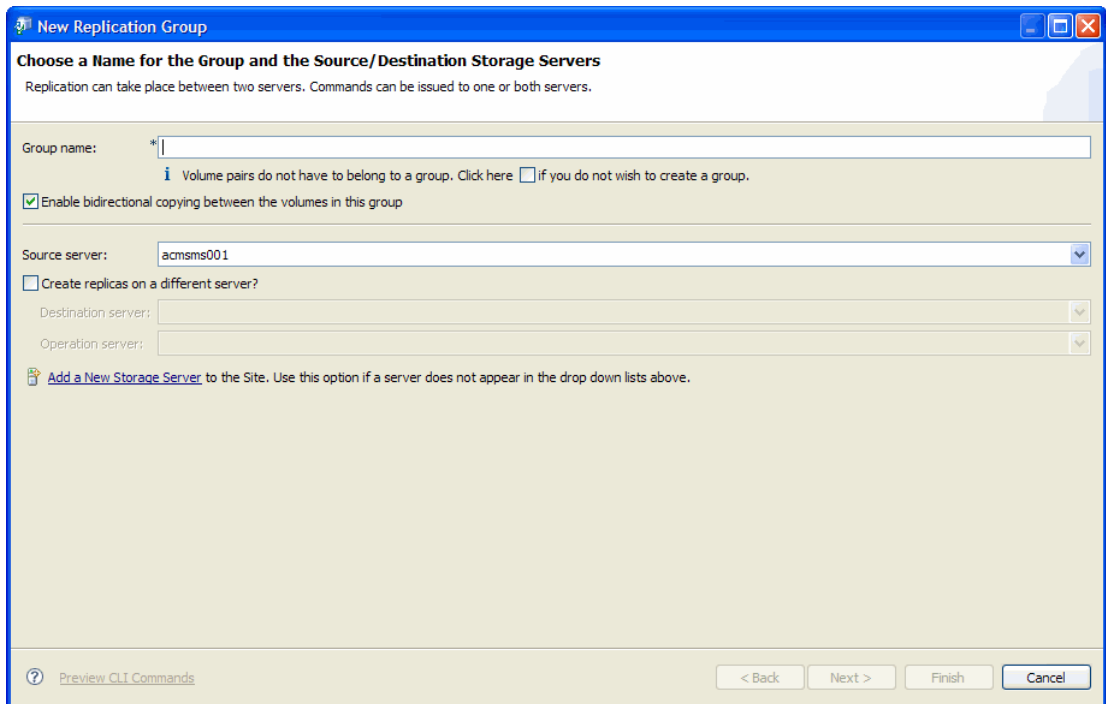 New Replication Group
Choose a Name for the Group and the Source/Destination Storage Servers
Replication can take place between two servers. Commands can be issued to one or both servers.
Group name: *
i Volume pairs do not have to belong to a group. Click here if you do not wish to create a group.
Enable bidirectional copying between the volumes in this group
Source server: acmsms001
Create replicas on a different server?
Destination server:
Operation server:
Add a New Storage Server to the Site. Use this option if a server does not appear in the drop down lists above.
? Preview CLI Commands < Back Next > Finish Cancel